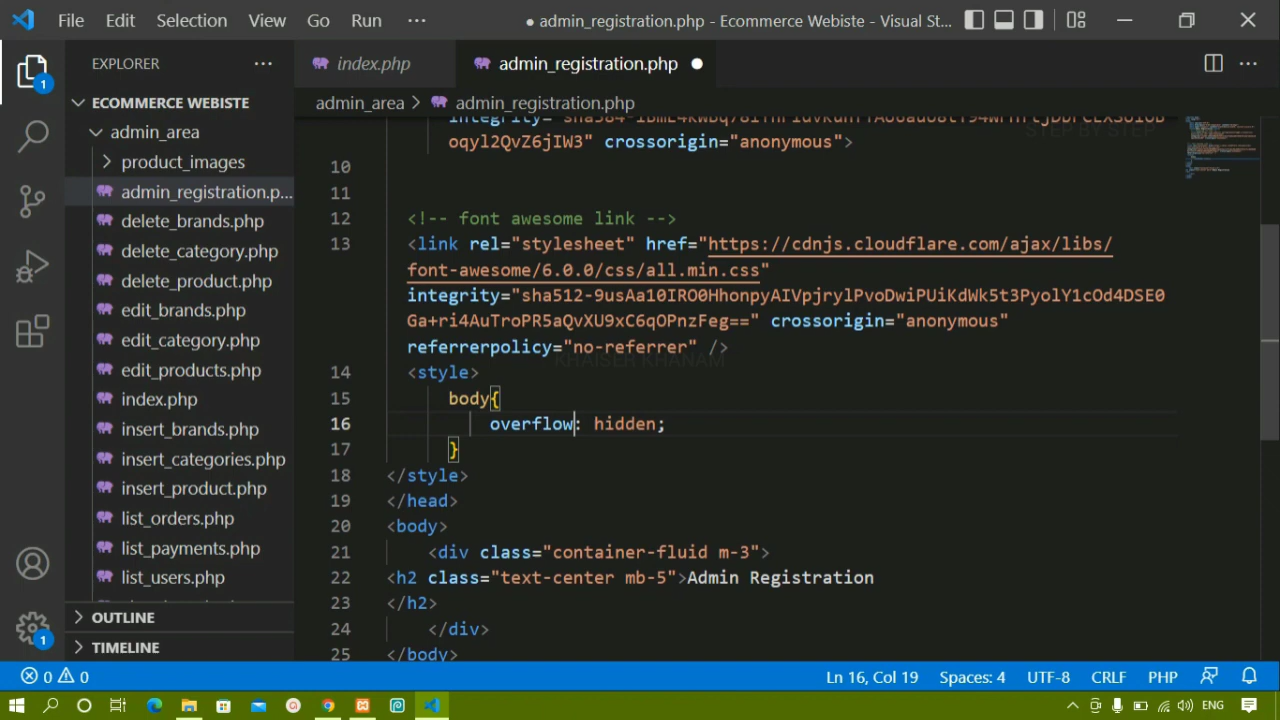 File Edit Selection View Go Run ··· ● admin_registration.php - Ecommerce Webiste - Visual St...
EXPLORER ···
index.php admin_registration.php ●
ECOMMERCE WEBISTE
admin_area > admin_registration.php
admin_area
product_images
admin_registration.p...
delete_brands.php
delete_category.php
delete_product.php
edit_brands.php
edit_category.php
edit_products.php
index.php
insert_brands.php
insert_categories.php
insert_product.php
list_orders.php
list_payments.php
list_users.php
OUTLINE
TIMELINE
STEP BY STEP
oqyl2QvZ6jIW3" crossorigin="anonymous">
10
11
12 <!-- font awesome link -->
13 <link rel="stylesheet" href="https://cdnjs.cloudflare.com/ajax/libs/
font-awesome/6.0.0/css/all.min.css"
integrity="sha512-9usAa10IRO0HhonpyAIVpjrylPvoDwiPUiKdWk5t3PyolY1cOd4DSE0
Ga+ri4AuTroPR5aQvXU9xC6qOPnzFeg==" crossorigin="anonymous"
referrerpolicy="no-referrer" />
KHAISER KHANAM
14 <style>
15 body{
16 overflow: hidden;
17 }
18 </style>
19 </head>
20 <body>
21 <div class="container-fluid m-3">
22 <h2 class="text-center mb-5">Admin Registration
23 </h2>
24 </div>
25 </body>
1
1
0 0 Ln 16, Col 19 Spaces: 4 UTF-8 CRLF PHP
ENG